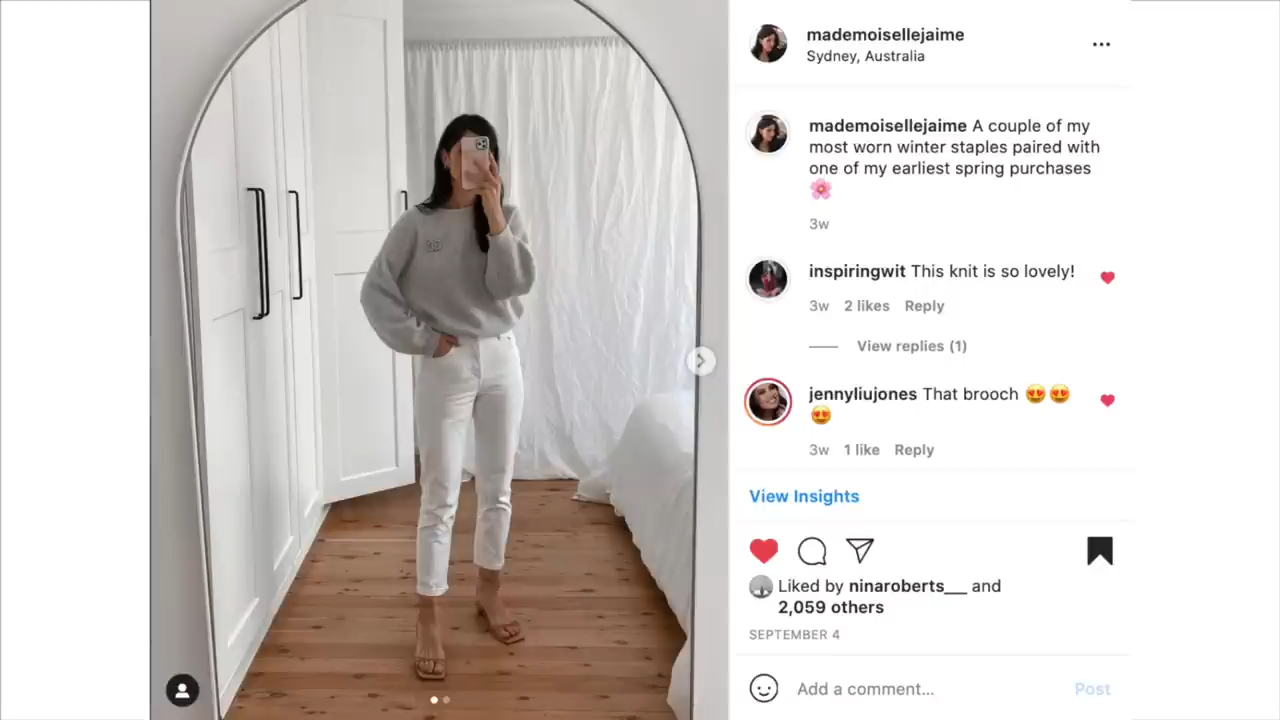 mademoisellejaime
Sydney, Australia
mademoisellejaime A couple of my
most worn winter staples paired with
one of my earliest spring purchases
🌸
3w
inspiringwit This knit is so lovely!
3w 2 likes Reply
View replies (1)
jennyliujones That brooch 😍😍
😍
3w 1 like Reply
View Insights
Liked by ninaroberts___ and
2,059 others
SEPTEMBER 4
Add a comment... Post